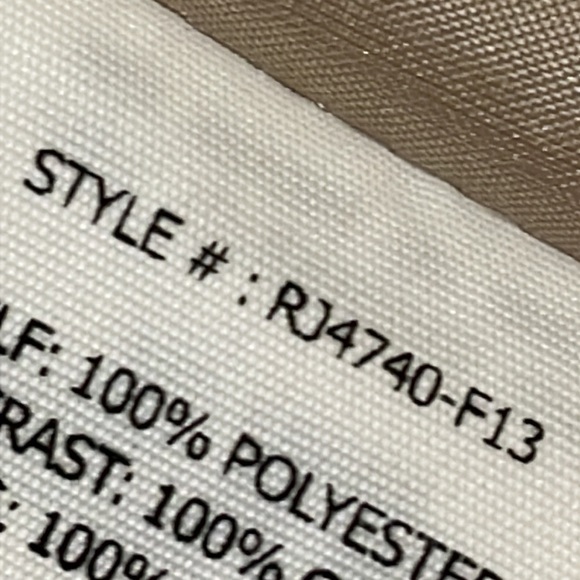 STYLE # : RJ4740-F13
LF: 100% POLYESTER
RAST: 100%
: 100%